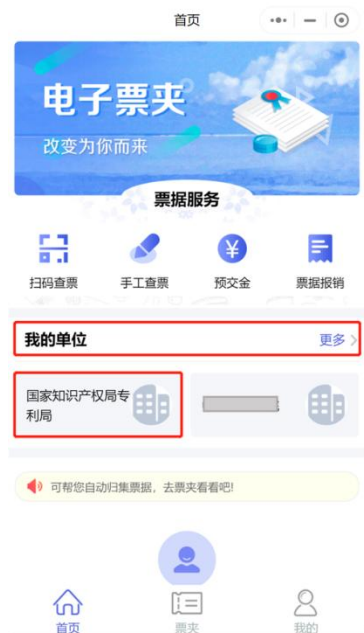 首页
电子票夹
改变为你而来
票据服务
扫码查票
手工查票
预交金
票据报销
我的单位
更多
国家知识产权局专
利局
可帮您自动归集票据，去票夹看看吧!
首页
票夹
我的